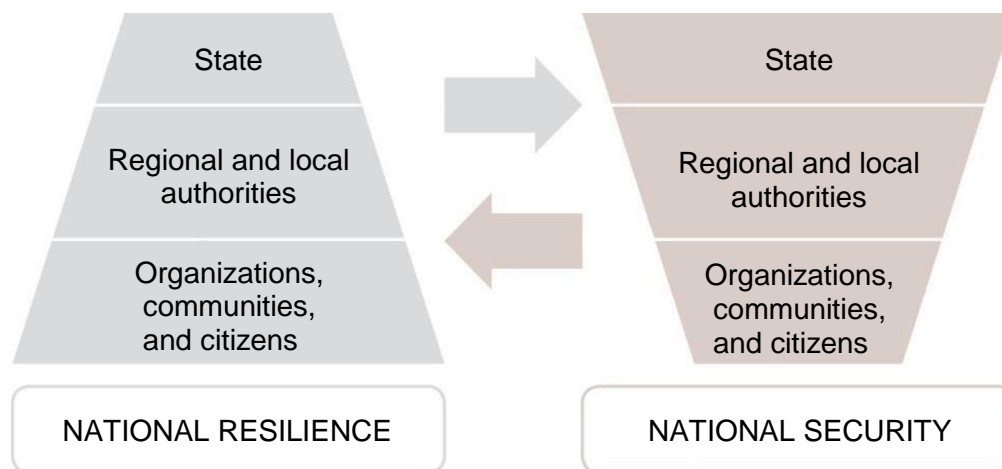 State
Regional and local
authorities
Organizations,
communities,
and citizens
NATIONAL RESILIENCE
State
Regional and local
authorities
Organizations,
communities,
and citizens
NATIONAL SECURITY